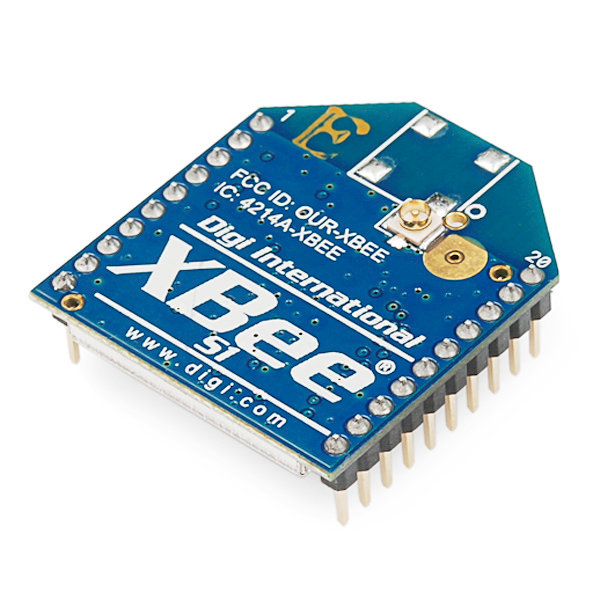 1
FCC ID: OUR-XBEE
IC: 4214A-XBEE
20
Digi International
XBee®
S1
www.digi.com